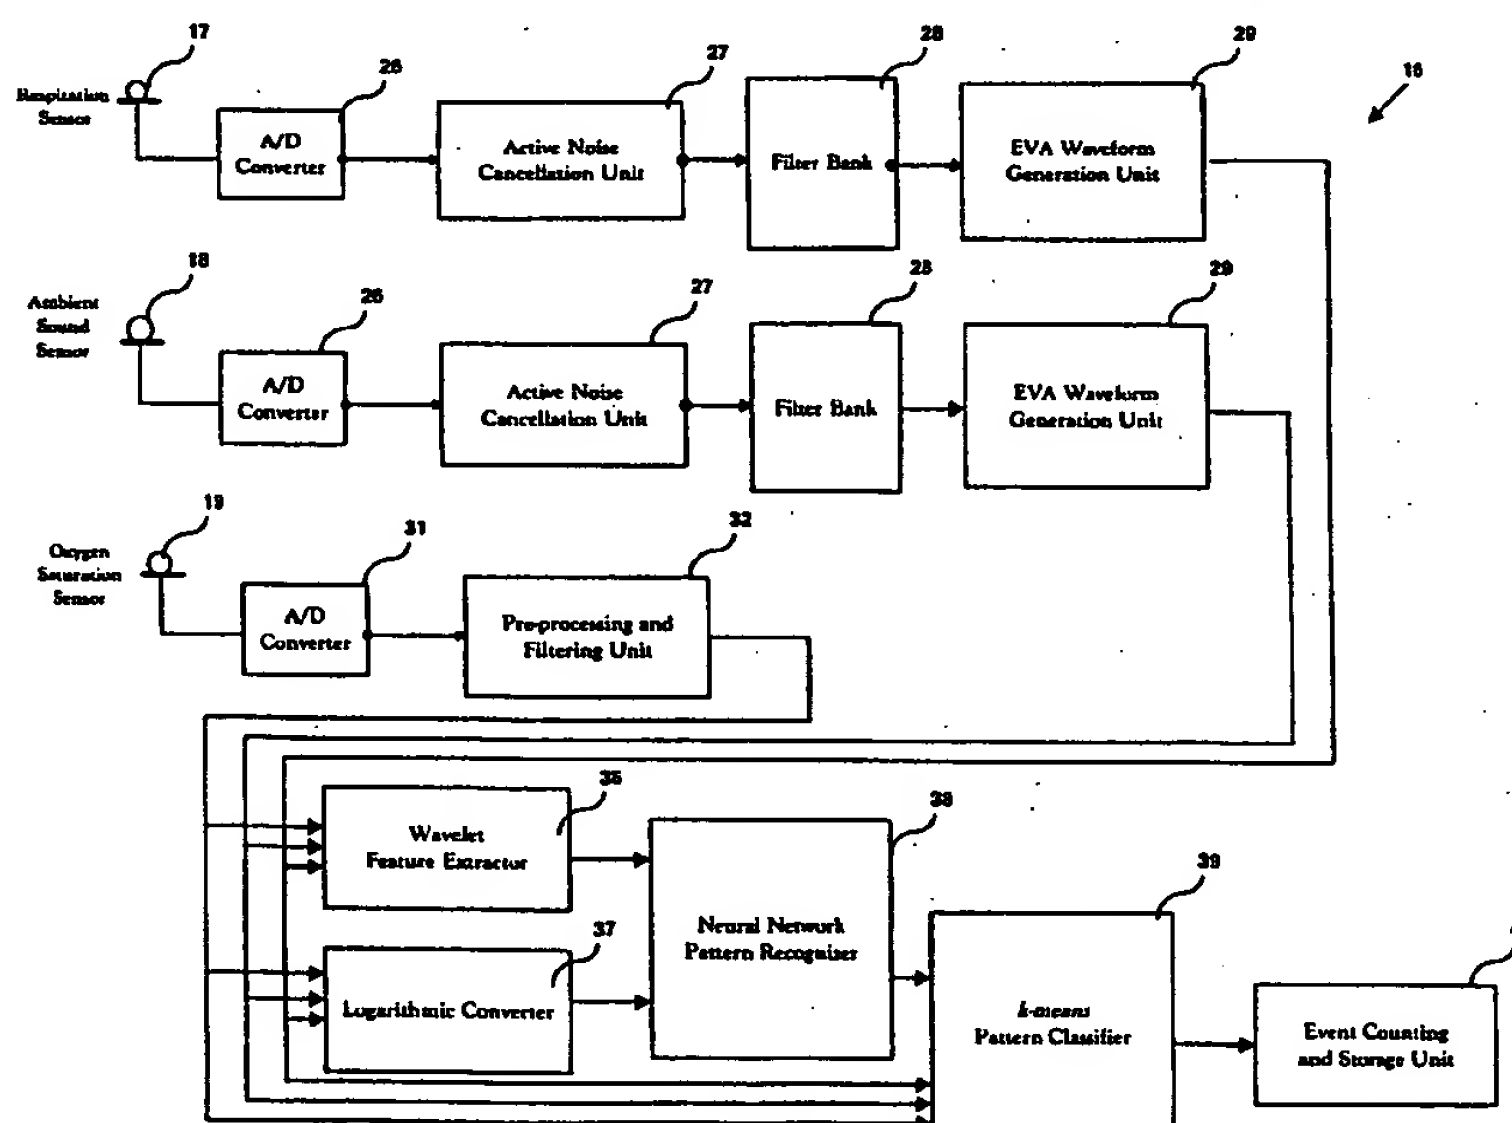 17
Respiration
Sensor
26
A/D
Converter
27
Active Noise
Cancellation Unit
28
Filter Bank
29
EVA Waveform
Generation Unit
16
18
Ambient
Sound
Sensor
26
A/D
Converter
27
Active Noise
Cancellation Unit
28
Filter Bank
29
EVA Waveform
Generation Unit
19
Oxygen
Saturation
Sensor
31
A/D
Converter
32
Pre-processing and
Filtering Unit
Wavelet
Feature Extractor
37
Logarithmic Converter
38
Neural Network
Pattern Recognizer
39
k-means
Pattern Classifier
Event Counting
and Storage Unit